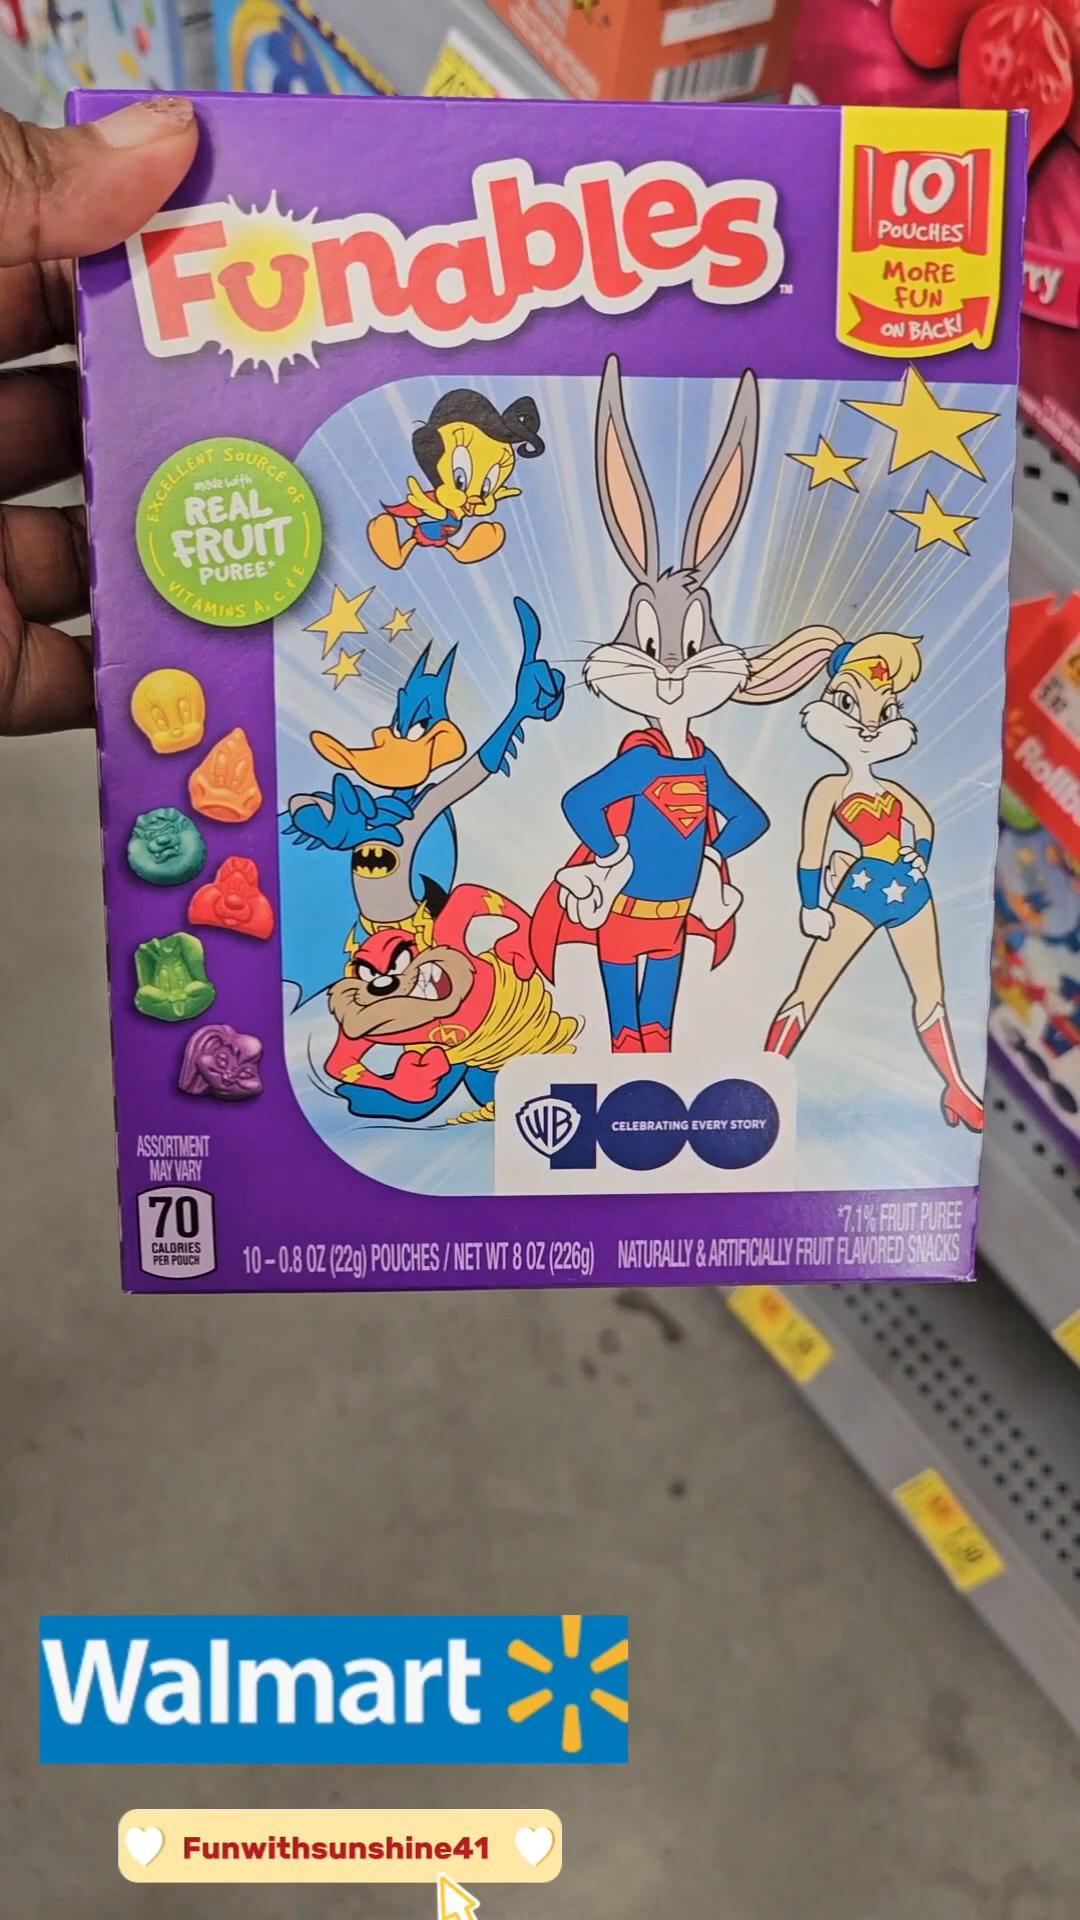 Funables™
10
POUCHES
MORE
FUN
ON BACK!
EXCELLENT SOURCE OF
made with
REAL
FRUIT
PUREE*
VITAMINS A, C & E
WB 100
CELEBRATING EVERY STORY
ASSORTMENT
MAY VARY
70
CALORIES
PER POUCH
10 – 0.8 OZ (22g) POUCHES / NET WT 8 OZ (226g)
*7.1% FRUIT PUREE
NATURALLY & ARTIFICIALLY FRUIT FLAVORED SNACKS
Walmart
Funwithsunshine41